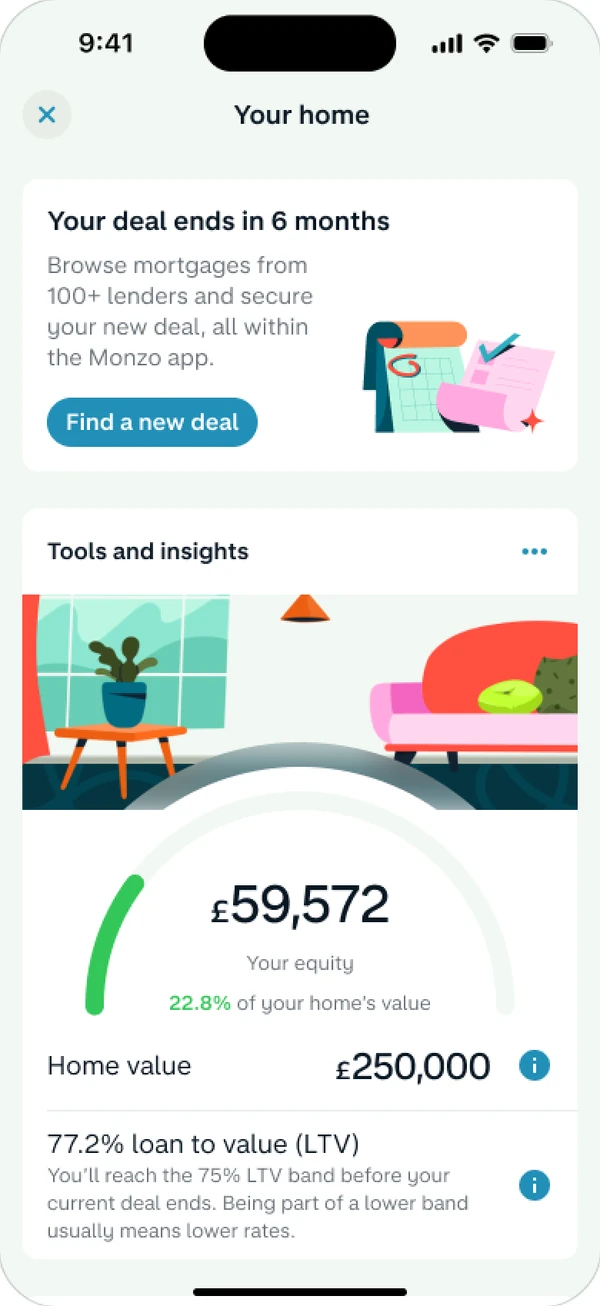 9:41
Your home
Your deal ends in 6 months
Browse mortgages from
100+ lenders and secure
your new deal, all within
the Monzo app.
Find a new deal
Tools and insights
£59,572
Your equity
22.8% of your home's value
Home value
£250,000
77.2% loan to value (LTV)
You'll reach the 75% LTV band before your
current deal ends. Being part of a lower band
usually means lower rates.